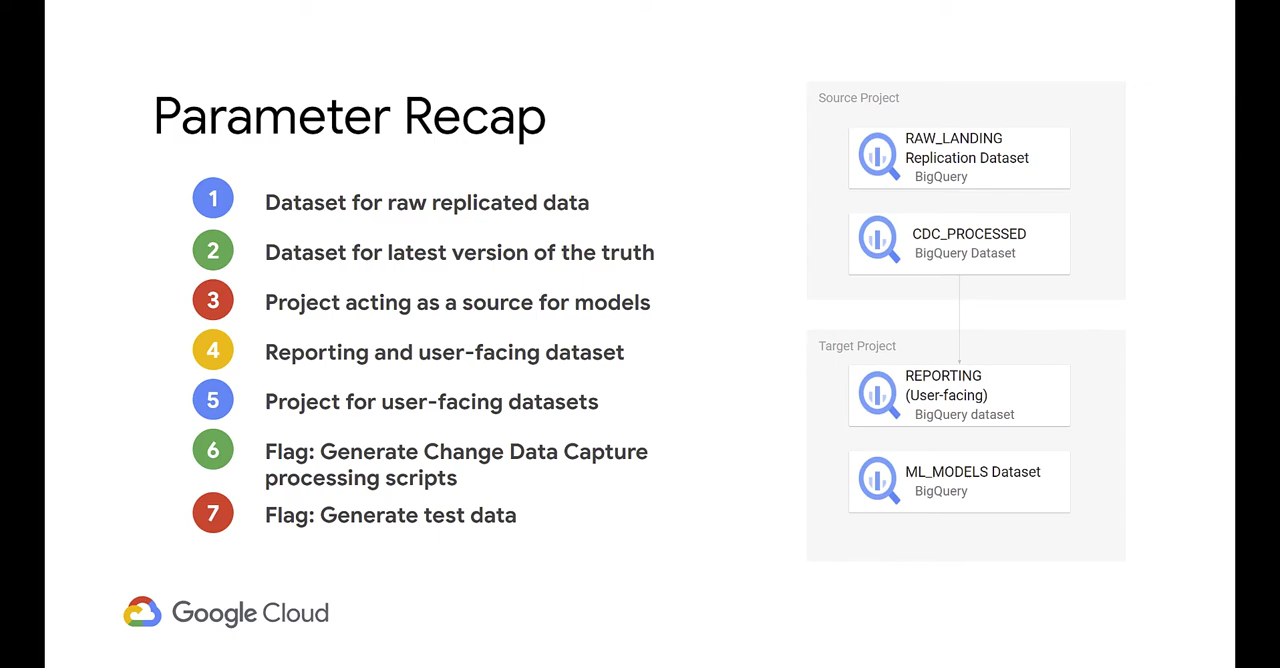 Parameter Recap
1 Dataset for raw replicated data
2 Dataset for latest version of the truth
3 Project acting as a source for models
4 Reporting and user-facing dataset
5 Project for user-facing datasets
6 Flag: Generate Change Data Capture
processing scripts
7 Flag: Generate test data
Google Cloud
Source Project
RAW_LANDING
Replication Dataset
BigQuery
CDC_PROCESSED
BigQuery Dataset
Target Project
REPORTING
(User-facing)
BigQuery dataset
ML_MODELS Dataset
BigQuery